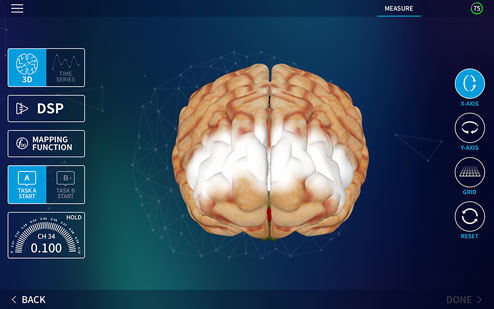 MEASURE
75
3D
TIME
SERIES
DSP
MAPPING
FUNCTION
A
TASK A
START
B
TASK B
START
HOLD
CH 34
0.100
X-AXIS
Y-AXIS
GRID
RESET
BACK
DONE